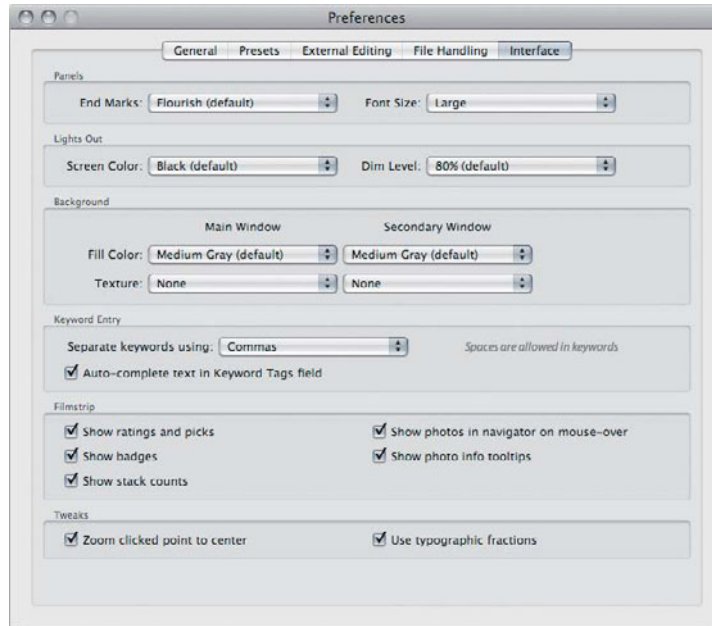 Preferences
General Presets External Editing File Handling Interface
Panels
End Marks: Flourish (default) Font Size: Large
Lights Out
Screen Color: Black (default) Dim Level: 80% (default)
Background
Main Window Secondary Window
Fill Color: Medium Gray (default) Medium Gray (default)
Texture: None None
Keyword Entry
Separate keywords using: Commas Spaces are allowed in keywords
Auto-complete text in Keyword Tags field
Filmstrip
Show ratings and picks Show photos in navigator on mouse-over
Show badges Show photo info tooltips
Show stack counts
Tweaks
Zoom clicked point to center Use typographic fractions